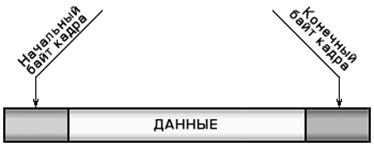 Начальный
байт кадра
Конечный
байт кадра
ДАННЫЕ